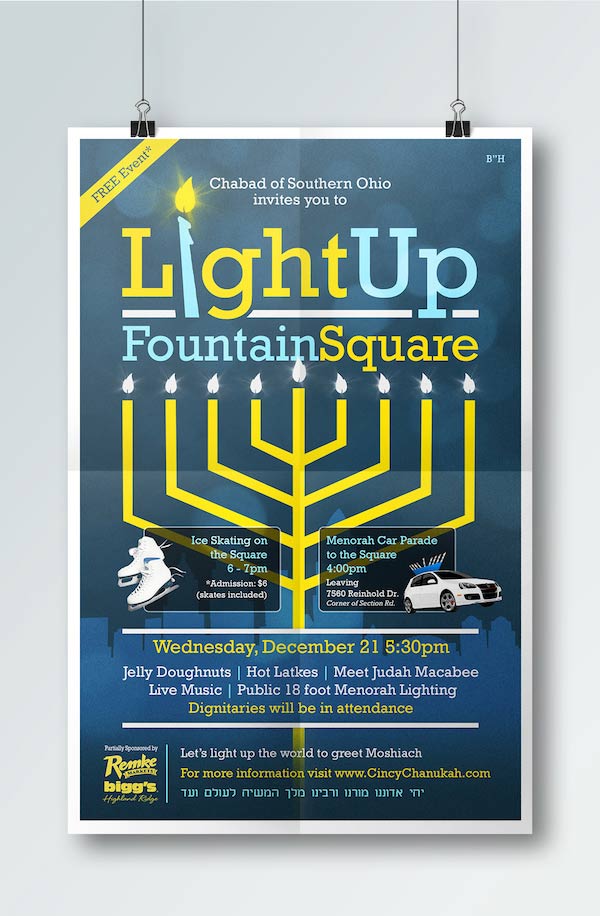 FREE Event*
B"H
Chabad of Southern Ohio
invites you to
LightUp
FountainSquare
Ice Skating on
the Square
6 - 7pm
*Admission: $6
(skates included)
Menorah Car Parade
to the Square
4:00pm
Leaving
7560 Reinhold Dr.
Corner of Section Rd.
Wednesday, December 21 5:30pm
Jelly Doughnuts | Hot Latkes | Meet Judah Macabee
Live Music | Public 18 foot Menorah Lighting
Dignitaries will be in attendance
Partially Sponsored by
Remke
MARKETS
bigg's
Highland Ridge
Let's light up the world to greet Moshiach
For more information visit www.CincyChanukah.com
יחי אדוננו מורנו ורבינו מלך המשיח לעולם ועד